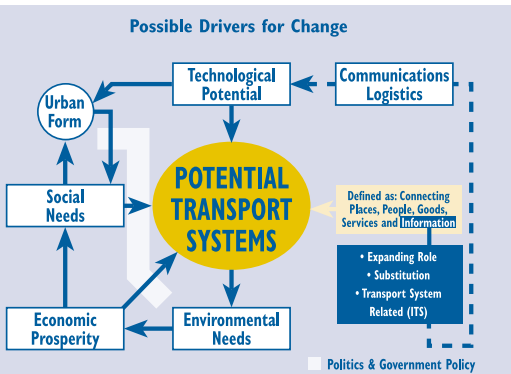 Possible Drivers for Change
Technological
Potential
Communications
Logistics
Urban
Form
POTENTIAL
TRANSPORT
SYSTEMS
Social
Needs
Defined as: Connecting
Places, People, Goods,
Services and Information
• Expanding Role
• Substitution
• Transport System
Related (ITS)
Economic
Prosperity
Environmental
Needs
Politics & Government Policy